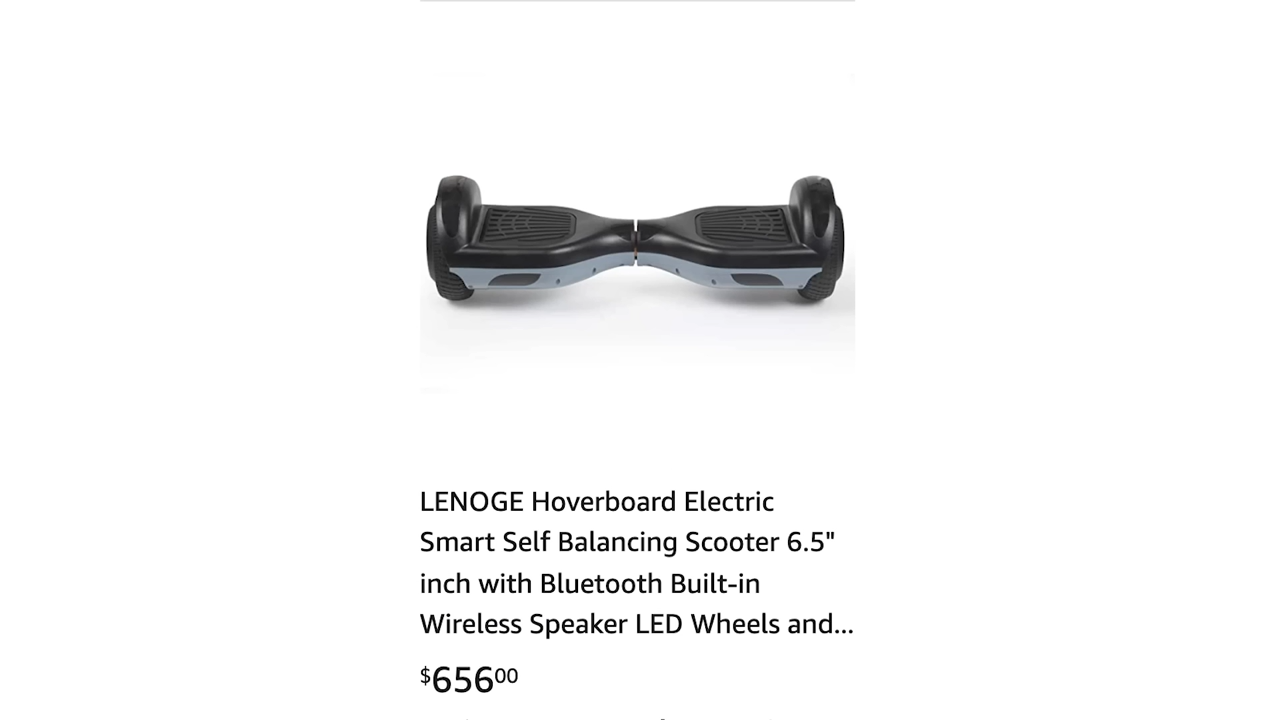 LENOGE Hoverboard Electric
Smart Self Balancing Scooter 6.5"
inch with Bluetooth Built-in
Wireless Speaker LED Wheels and...
$65600